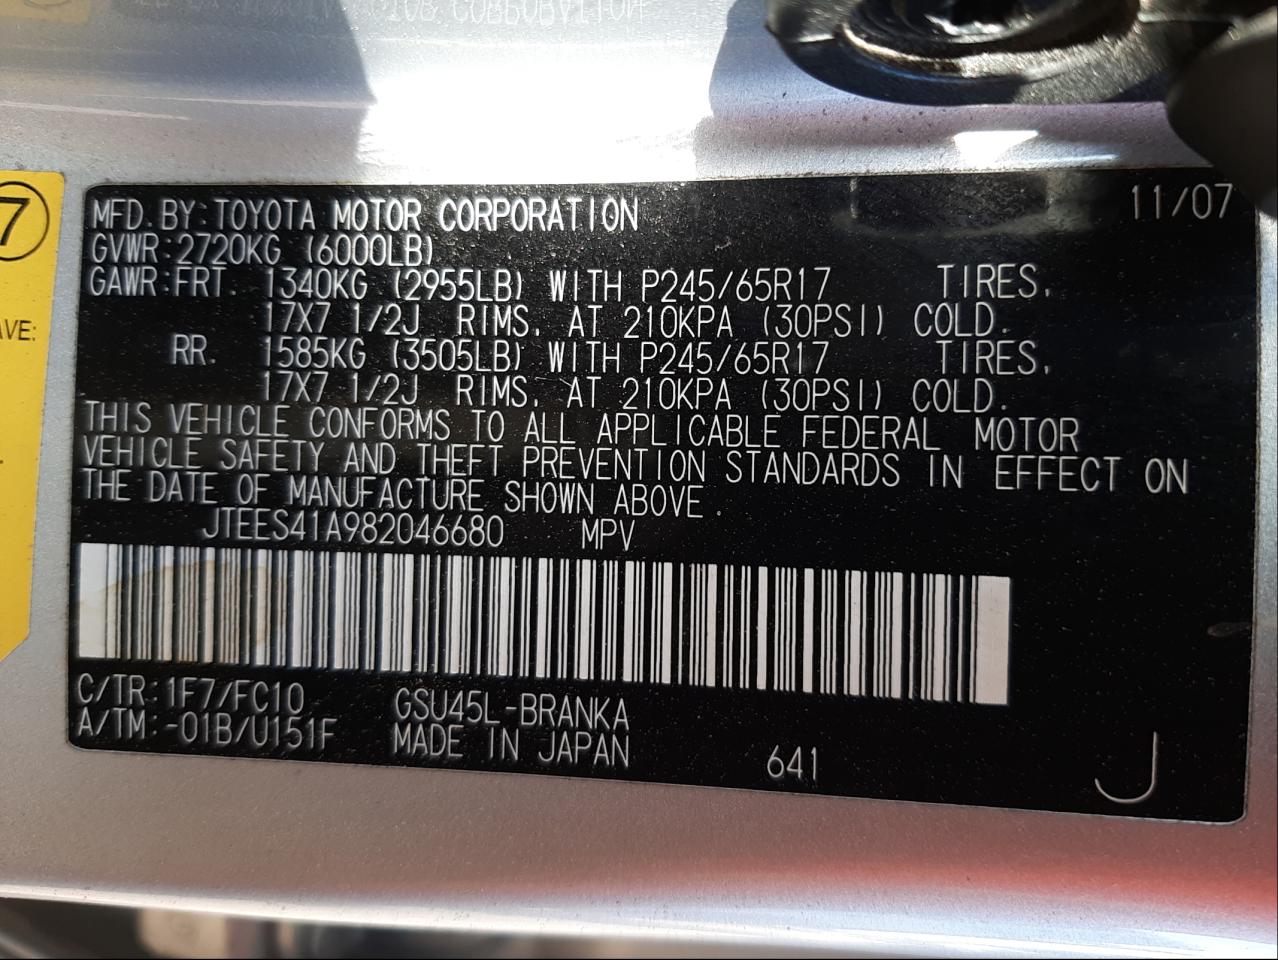 7
AVE:
11/07
MFD. BY: TOYOTA MOTOR CORPORATION
GVWR: 2720KG (6000LB)
GAWR: FRT. 1340KG (2955LB) WITH P245/65R17 TIRES,
17X7 1/2J RIMS, AT 210KPA (30PSI) COLD.
RR. 1585KG (3505LB) WITH P245/65R17 TIRES,
17X7 1/2J RIMS, AT 210KPA (30PSI) COLD.
THIS VEHICLE CONFORMS TO ALL APPLICABLE FEDERAL MOTOR
VEHICLE SAFETY AND THEFT PREVENTION STANDARDS IN EFFECT ON
THE DATE OF MANUFACTURE SHOWN ABOVE.
JTEES41A982046680 MPV
C/TR: 1F7/FC10 GSU45L-BRANKA
A/TM: -01B/U151F MADE IN JAPAN
641
J